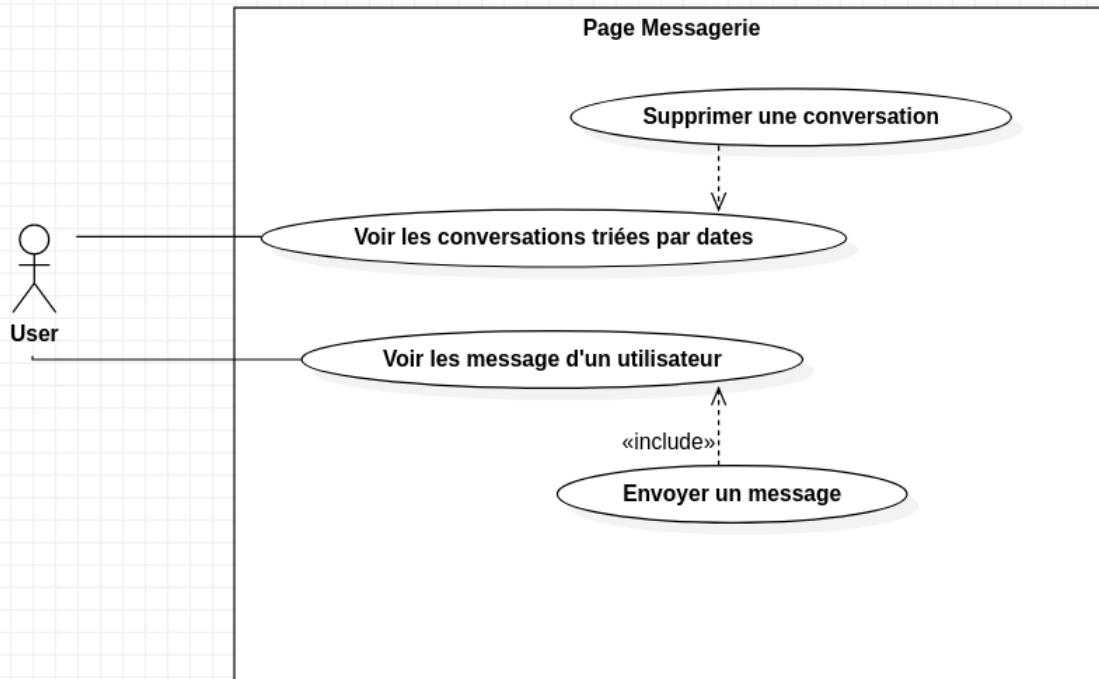 Page Messagerie
Supprimer une conversation
Voir les conversations triées par dates
User
Voir les message d'un utilisateur
«include»
Envoyer un message